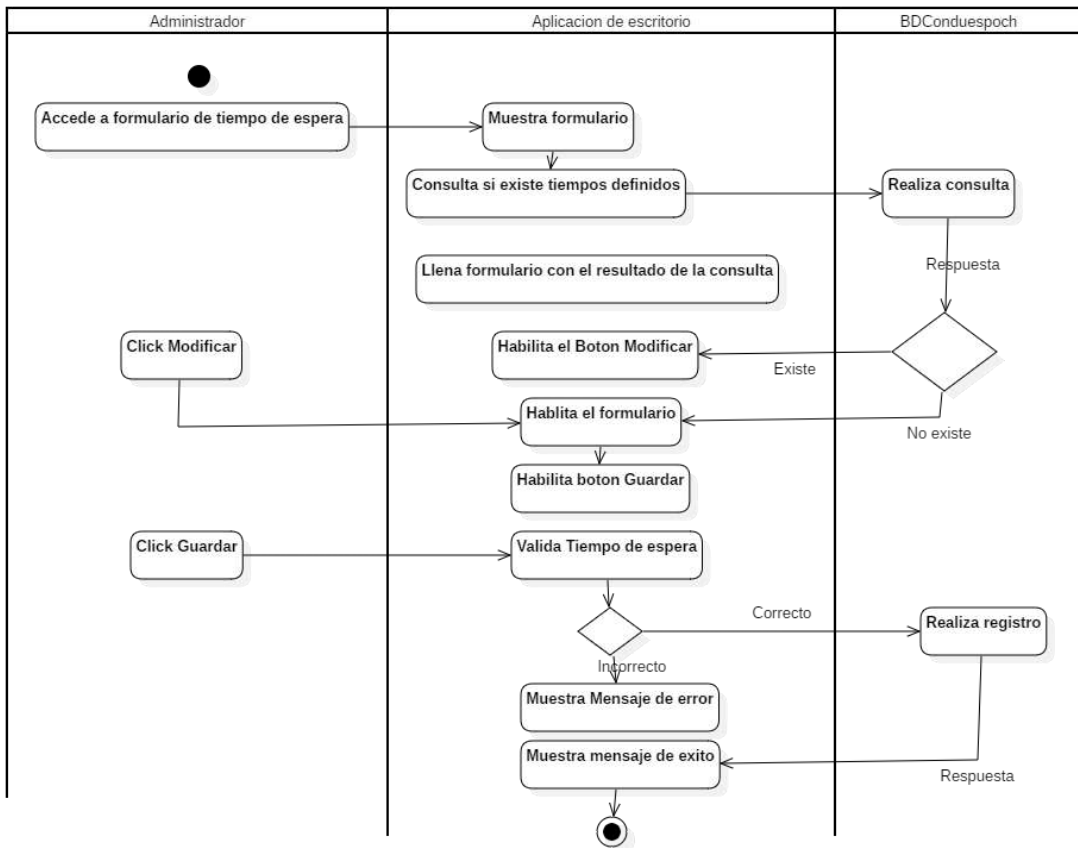 Administrador
Aplicacion de escritorio
BDConduespoch
Accede a formulario de tiempo de espera
Muestra formulario
Consulta si existe tiempos definidos
Realiza consulta
Respuesta
Llena formulario con el resultado de la consulta
Click Modificar
Habilita el Boton Modificar
Existe
Hablita el formulario
No existe
Habilita boton Guardar
Click Guardar
Valida Tiempo de espera
Correcto
Realiza registro
Incorrecto
Muestra Mensaje de error
Muestra mensaje de exito
Respuesta